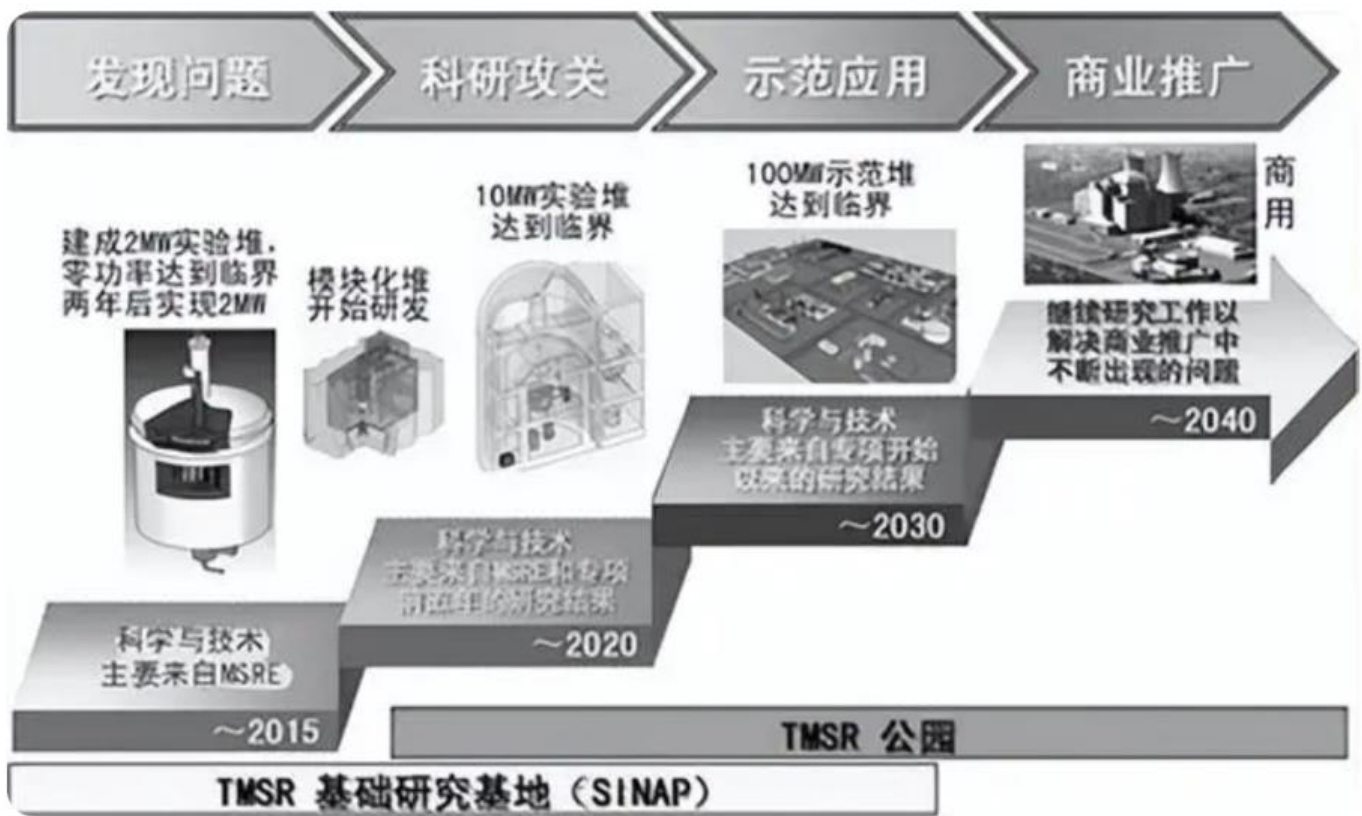 发现问题
科研攻关
示范应用
商业推广
建成2MW实验堆，
零功率达到临界
两年后实现2MW
模块化堆
开始研发
10MW实验堆
达到临界
100MW示范堆
达到临界
商
用
科学与技术
主要来自MSRE
～2015
科学与技术
主要来自MSRE和专项
前五年的研究结果
～2020
科学与技术
主要来自专项开始
以来的研究结果
～2030
继续研究工作以
解决商业推广中
不断出现的问题
～2040
TMSR 公园
TMSR 基础研究基地（SINAP）